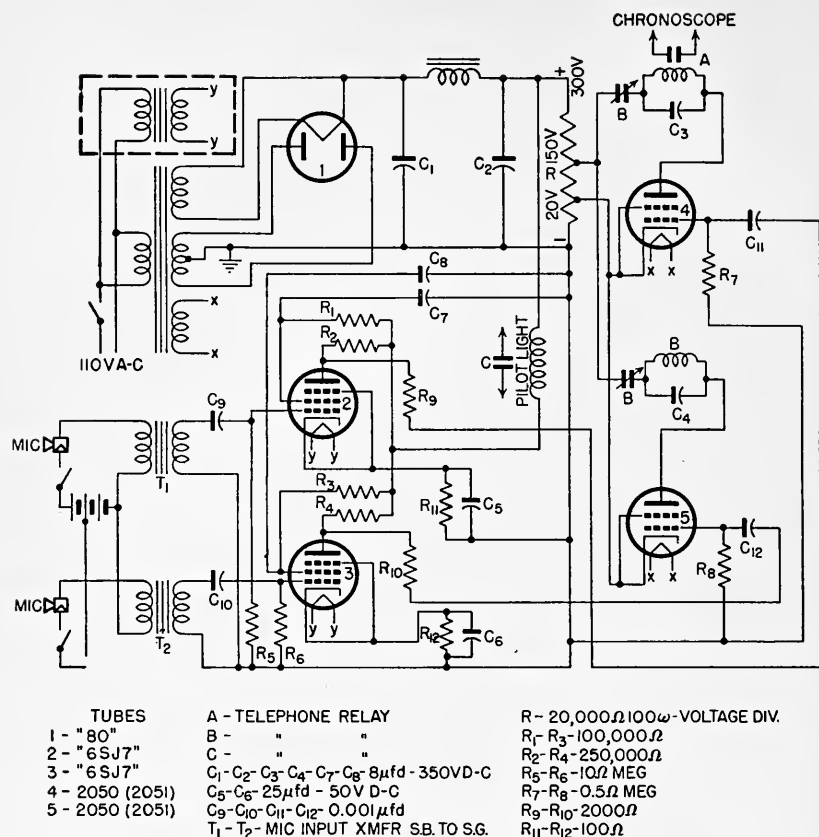 CHRONOSCOPE
A
B
C3
y
y
1
C1
C2
+
300V
150V
R
20V
-
4
x x
C11
R7
C8
C7
R1
R2
x
x
110VA-C
C
PILOT LIGHT
B
B
C4
C9
2
R9
MIC
T1
y y
R3
R4
R11
C5
5
x x
C12
R8
3
R10
C10
MIC
T2
y y
R5
R6
R12
C6
TUBES
1 - "80"
2 - "6SJ7"
3 - "6SJ7"
4 - 2050 (2051)
5 - 2050 (2051)
A - TELEPHONE RELAY
B - " "
C - " "
C1-C2-C3-C4-C7-C8-8µfd-350VD-C
C5-C6-25µfd-50V D-C
C9-C10-C11-C12-0.001µfd
T1-T2-MIC INPUT XMFR S.B. TO S.G.
R-20,000Ω100ω-VOLTAGE DIV.
R1-R3-100,000Ω
R2-R4-250,000Ω
R5-R6-10Ω MEG
R7-R8-0.5Ω MEG
R9-R10-2000Ω
R11-R12-100Ω